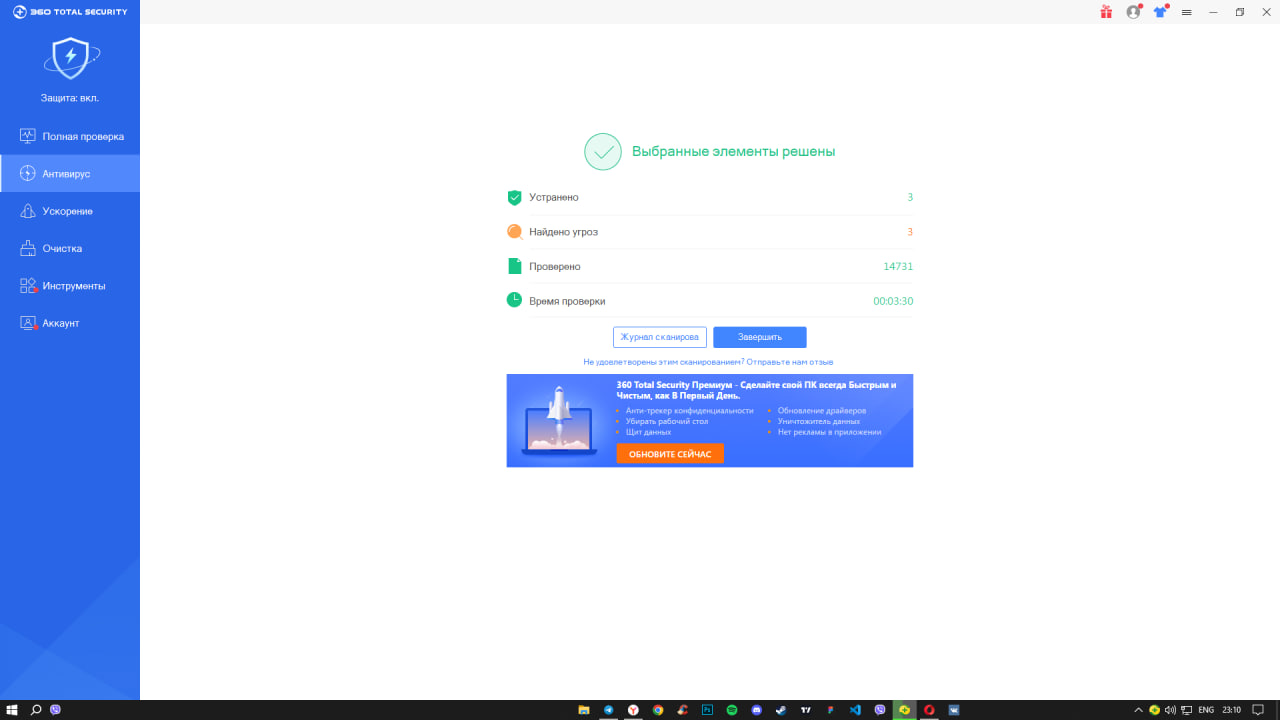 360 TOTAL SECURITY
Защита: вкл.
Полная проверка
Антивирус
Ускорение
Очистка
Инструменты
Аккаунт
Выбранные элементы решены
Устранено 3
Найдено угроз 3
Проверено 14731
Время проверки 00:03:30
Журнал сканирова Завершить
Не удовлетворены этим сканированием? Отправьте нам отзыв
360 Total Security Премиум - Сделайте свой ПК всегда Быстрым и
Чистым, как В Первый День.
Анти-трекер конфиденциальности Обновление драйверов
Убирать рабочий стол Уничтожитель данных
Щит данных Нет рекламы в приложении
ОБНОВИТЕ СЕЙЧАС
Ps
ENG 23:10